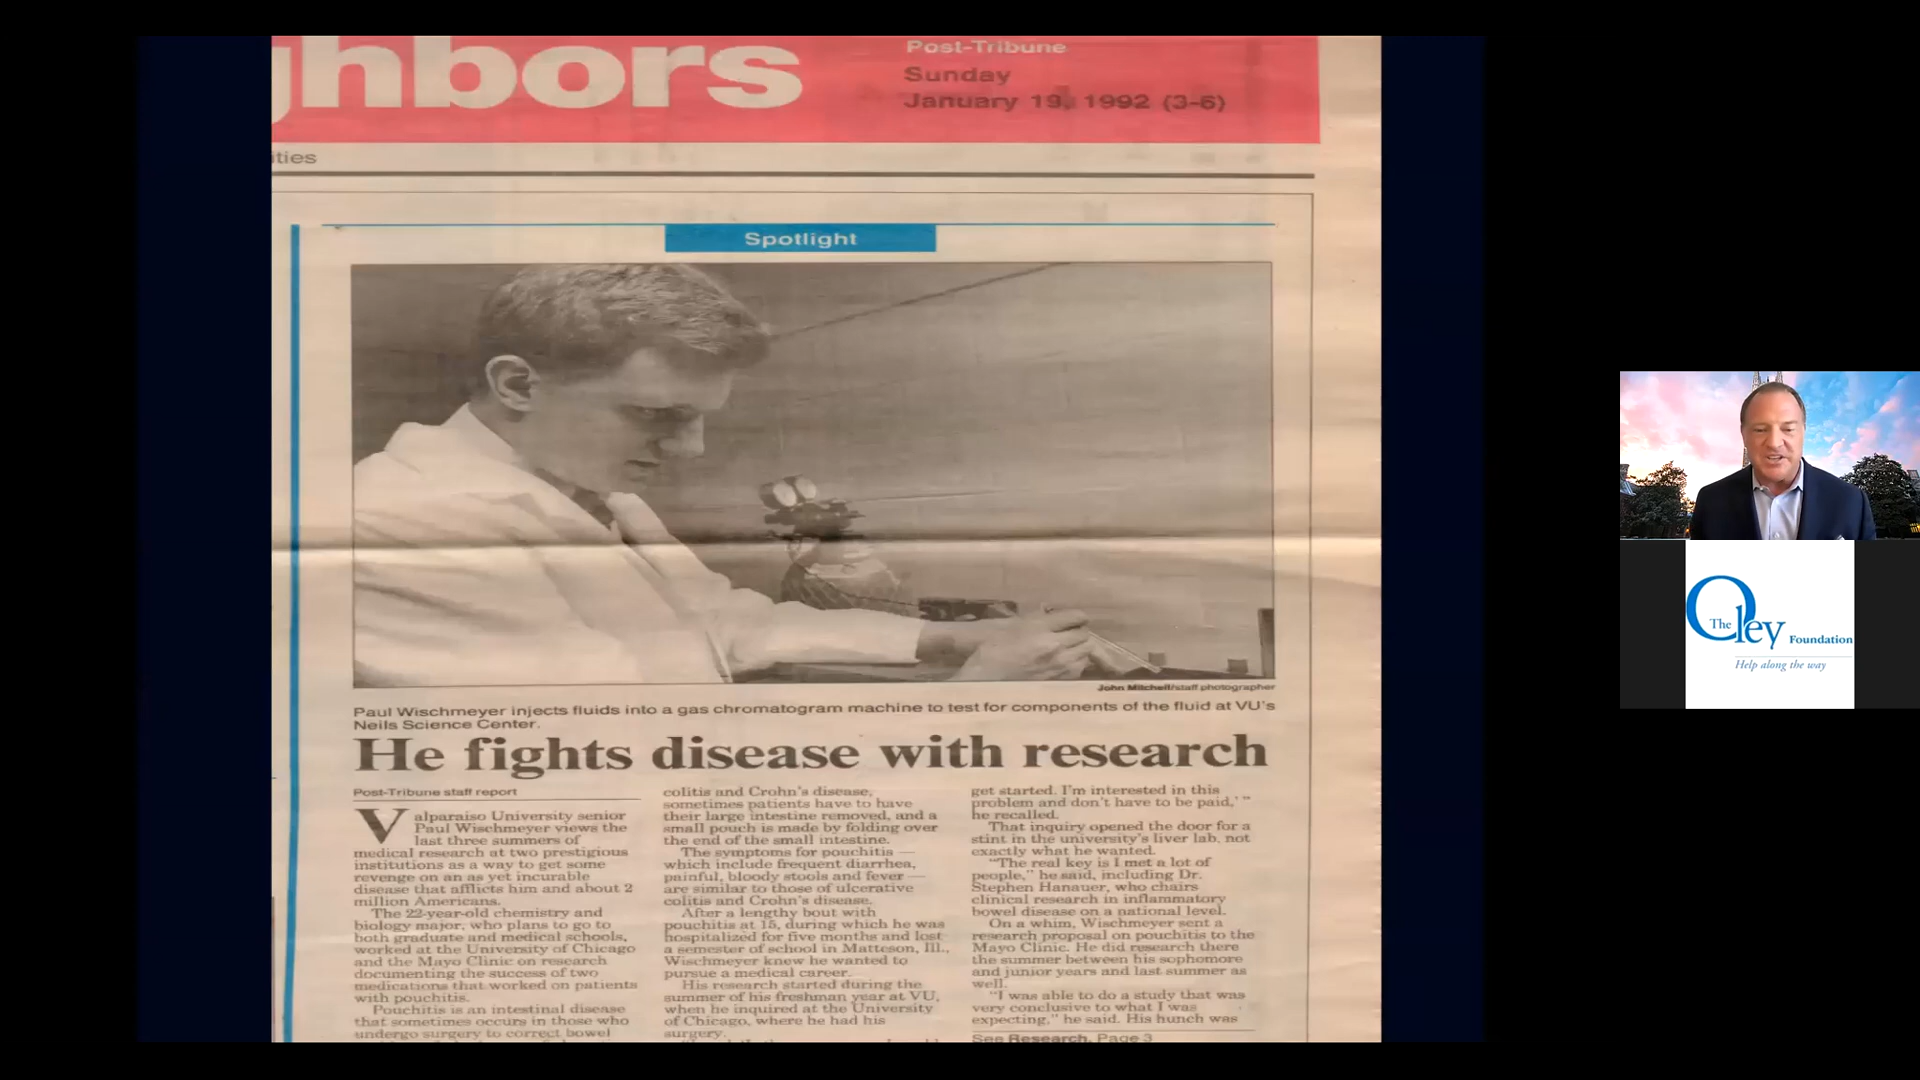 ghbors
Post-Tribune
Sunday
January 19, 1992 (3-6)
ities
Spotlight
John Mitchell/staff photographer
Paul Wischmeyer injects fluids into a gas chromatogram machine to test for components of the fluid at VU's
Neils Science Center.
He fights disease with research
Post-Tribune staff report
Valparaiso University senior
Paul Wischmeyer views the
last three summers of
medical research at two prestigious
institutions as a way to get some
revenge on an as yet incurable
disease that afflicts him and about 2
million Americans.
The 22-year-old chemistry and
biology major, who plans to go to
both graduate and medical schools,
worked at the University of Chicago
and the Mayo Clinic on research
documenting the success of two
medications that worked on patients
with pouchitis.
Pouchitis is an intestinal disease
that sometimes occurs in those who
undergo surgery to correct bowel
colitis and Crohn's disease,
sometimes patients have to have
their large intestine removed, and a
small pouch is made by folding over
the end of the small intestine.
The symptoms for pouchitis —
which include frequent diarrhea,
painful, bloody stools and fever —
are similar to those of ulcerative
colitis and Crohn's disease.
After a lengthy bout with
pouchitis at 15, during which he was
hospitalized for five months and lost
a semester of school in Matteson, Ill.,
Wischmeyer knew he wanted to
pursue a medical career.
His research started during the
summer of his freshman year at VU,
when he inquired at the University
of Chicago, where he had his
surgery.
get started. I'm interested in this
problem and don't have to be paid,' "
he recalled.
That inquiry opened the door for a
stint in the university's liver lab, not
exactly what he wanted.
"The real key is I met a lot of
people," he said, including Dr.
Stephen Hanauer, who chairs
clinical research in inflammatory
bowel disease on a national level.
On a whim, Wischmeyer sent a
research proposal on pouchitis to the
Mayo Clinic. He did research there
the summer between his sophomore
and junior years and last summer as
well.
"I was able to do a study that was
very conclusive to what I was
expecting," he said. His hunch was
See Research, Page 3
The Oley Foundation
Help along the way